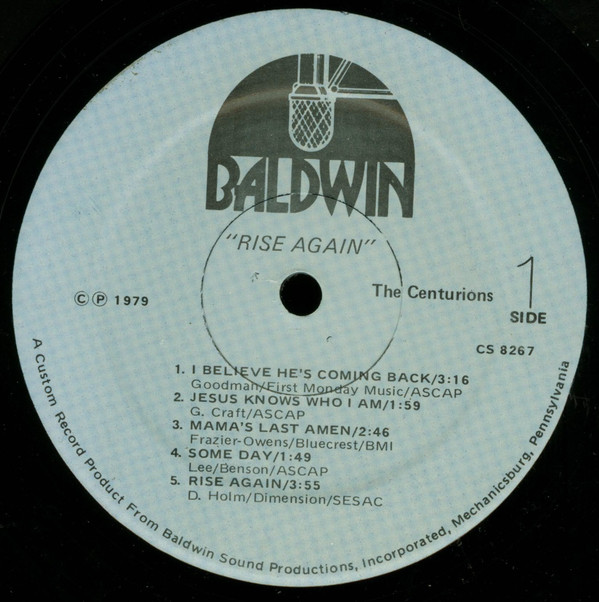 BALDWIN
"RISE AGAIN"
© ℗ 1979
The Centurions
1
SIDE
CS 8267
1. I BELIEVE HE'S COMING BACK/3:16
Goodman/First Monday Music/ASCAP
2. JESUS KNOWS WHO I AM/1:59
G. Craft/ASCAP
3. MAMA'S LAST AMEN/2:46
Frazier-Owens/Bluecrest/BMI
4. SOME DAY/1:49
Lee/Benson/ASCAP
5. RISE AGAIN/3:55
D. Holm/Dimension/SESAC
A Custom Record Product From Baldwin Sound Productions, Incorporated, Mechanicsburg, Pennsylvania